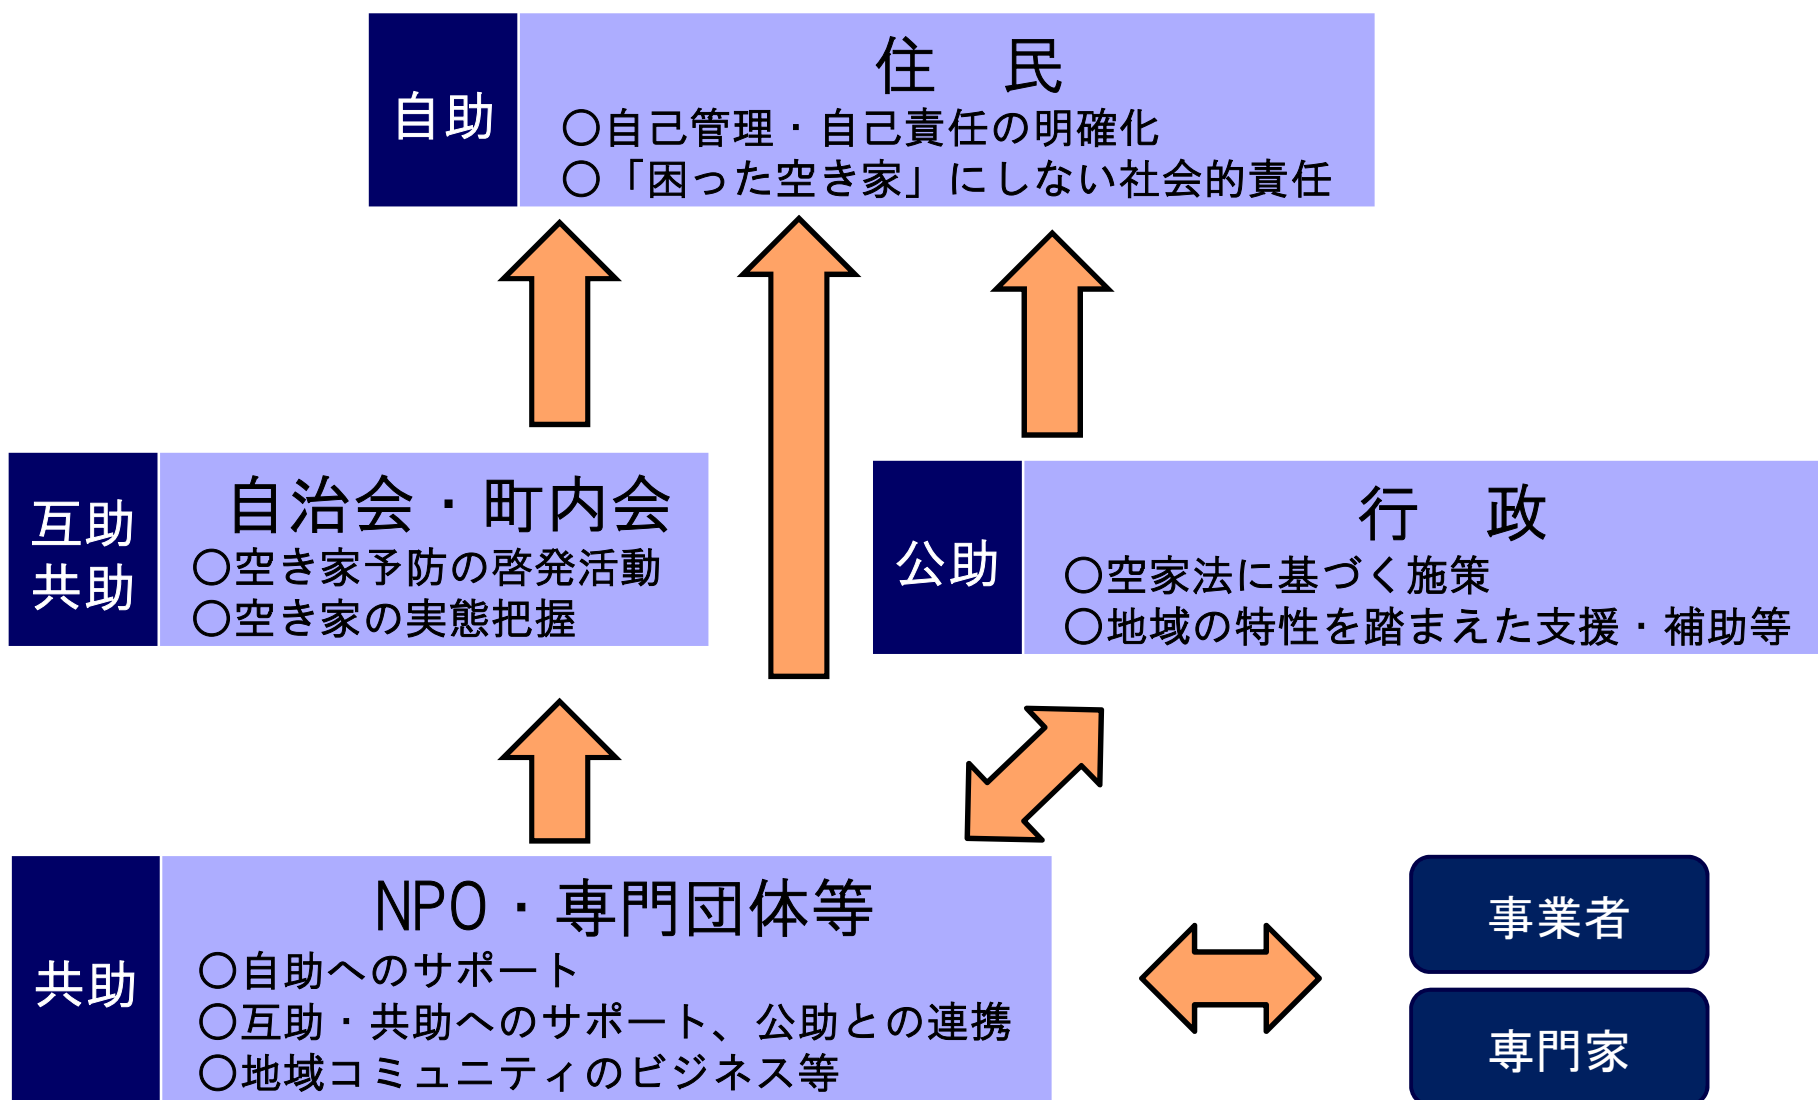 自助
住　民
○自己管理・自己責任の明確化
○「困った空き家」にしない社会的責任
互助
共助
自治会・町内会
○空き家予防の啓発活動
○空き家の実態把握
公助
行　政
○空家法に基づく施策
○地域の特性を踏まえた支援・補助等
共助
NPO・専門団体等
○自助へのサポート
○互助・共助へのサポート、公助との連携
○地域コミュニティのビジネス等
事業者
専門家